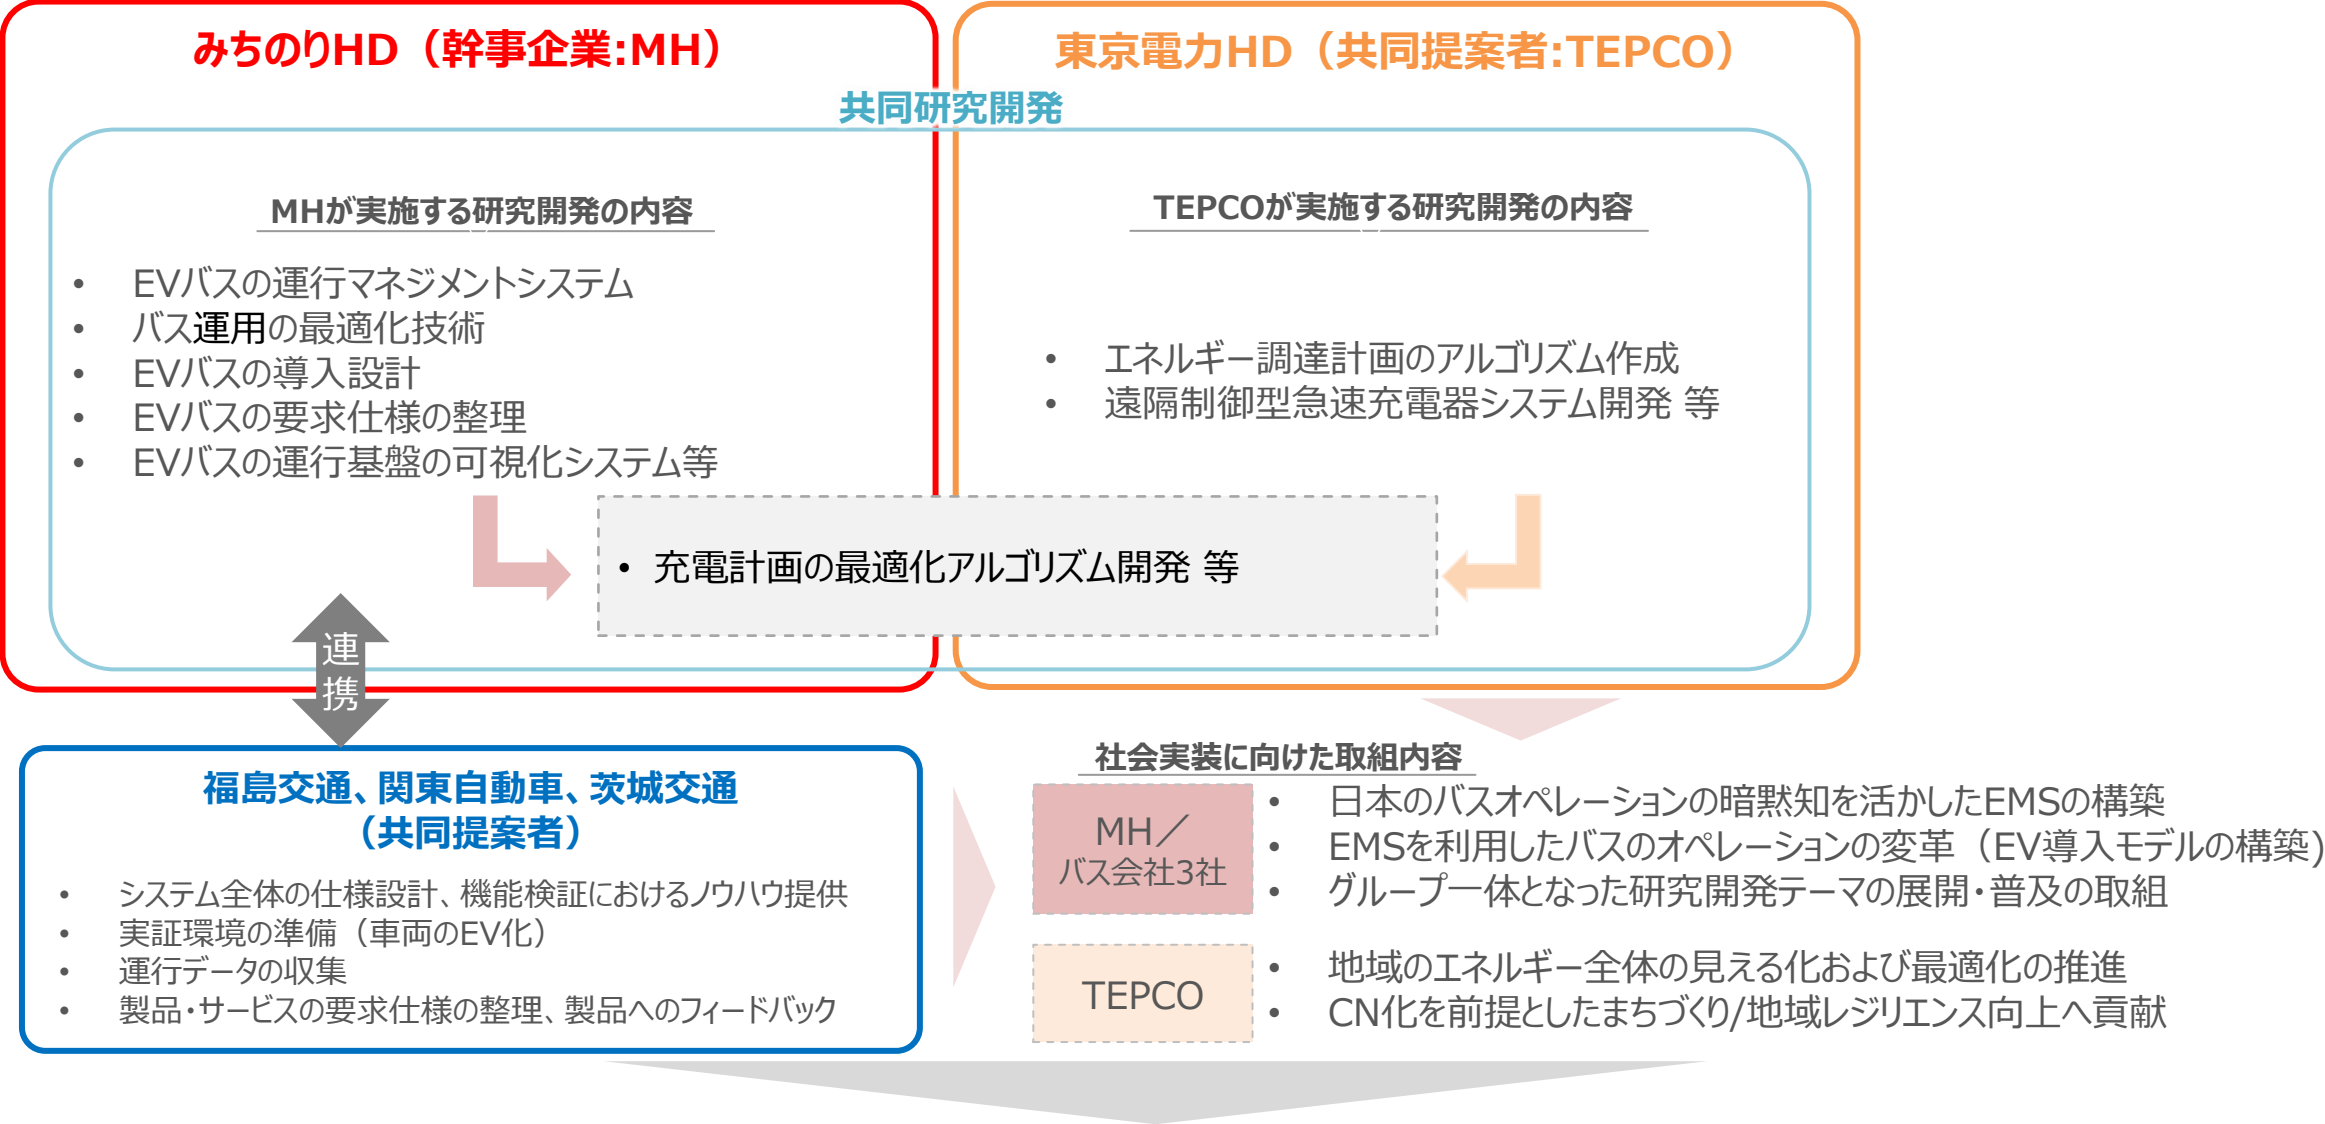 みちのりHD（幹事企業:MH）
東京電力HD（共同提案者:TEPCO）
共同研究開発
MHが実施する研究開発の内容
• EVバスの運行マネジメントシステム
• バス運用の最適化技術
• EVバスの導入設計
• EVバスの要求仕様の整理
• EVバスの運行基盤の可視化システム等
TEPCOが実施する研究開発の内容
• エネルギー調達計画のアルゴリズム作成
• 遠隔制御型急速充電器システム開発 等
• 充電計画の最適化アルゴリズム開発 等
連
携
福島交通、関東自動車、茨城交通
（共同提案者）
• システム全体の仕様設計、機能検証におけるノウハウ提供
• 実証環境の準備（車両のEV化）
• 運行データの収集
• 製品・サービスの要求仕様の整理、製品へのフィードバック
社会実装に向けた取組内容
MH／
バス会社3社
• 日本のバスオペレーションの暗黙知を活かしたEMSの構築
• EMSを利用したバスのオペレーションの変革（EV導入モデルの構築)
• グループ一体となった研究開発テーマの展開・普及の取組
TEPCO
• 地域のエネルギー全体の見える化および最適化の推進
• CN化を前提としたまちづくり/地域レジリエンス向上へ貢献